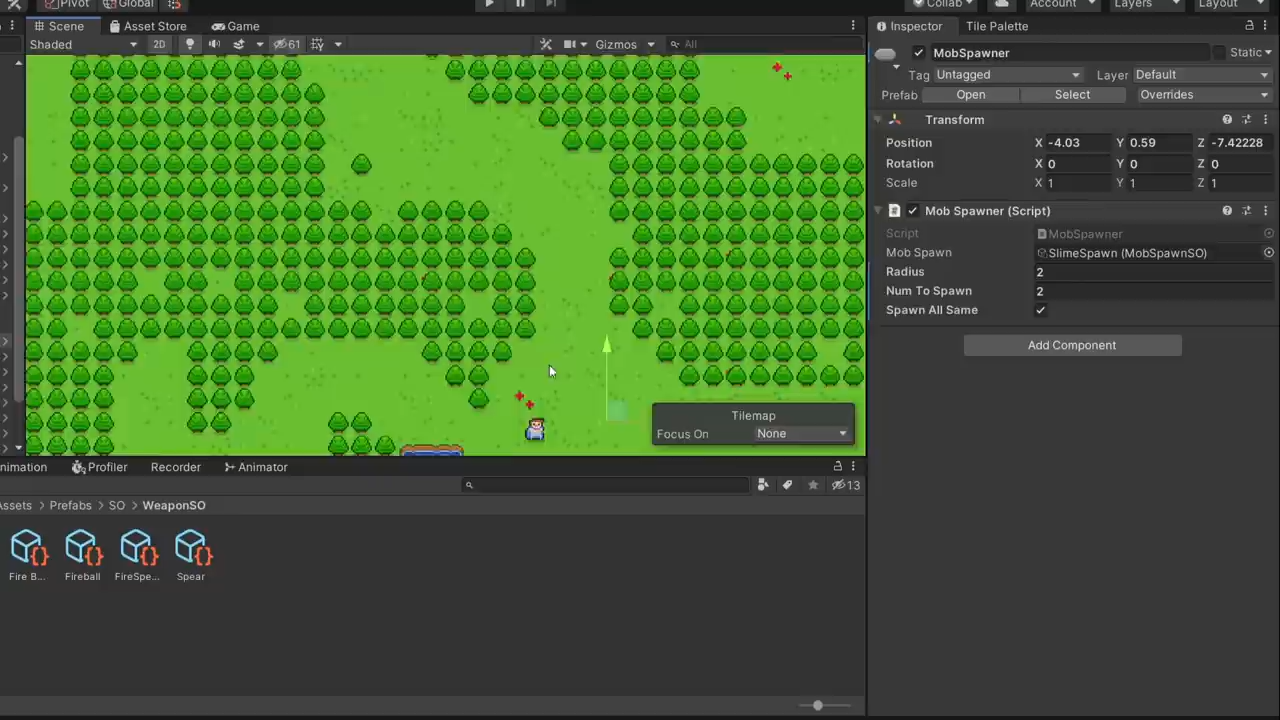 Pivot Global Collab Account Layers Layout
Scene Asset Store Game
Shaded 2D 61 Gizmos All
Inspector Tile Palette
MobSpawner Static
Tag Untagged Layer Default
Prefab Open Select Overrides
Transform
Position X -4.03 Y 0.59 Z -7.42228
Rotation X 0 Y 0 Z 0
Scale X 1 Y 1 Z 1
Mob Spawner (Script)
Script MobSpawner
Mob Spawn SlimeSpawn (MobSpawnSO)
Radius 2
Num To Spawn 2
Spawn All Same
Add Component
Tilemap
Focus On None
nimation Profiler Recorder Animator
13
Assets > Prefabs > SO > WeaponSO
Fire B... Fireball FireSpe... Spear